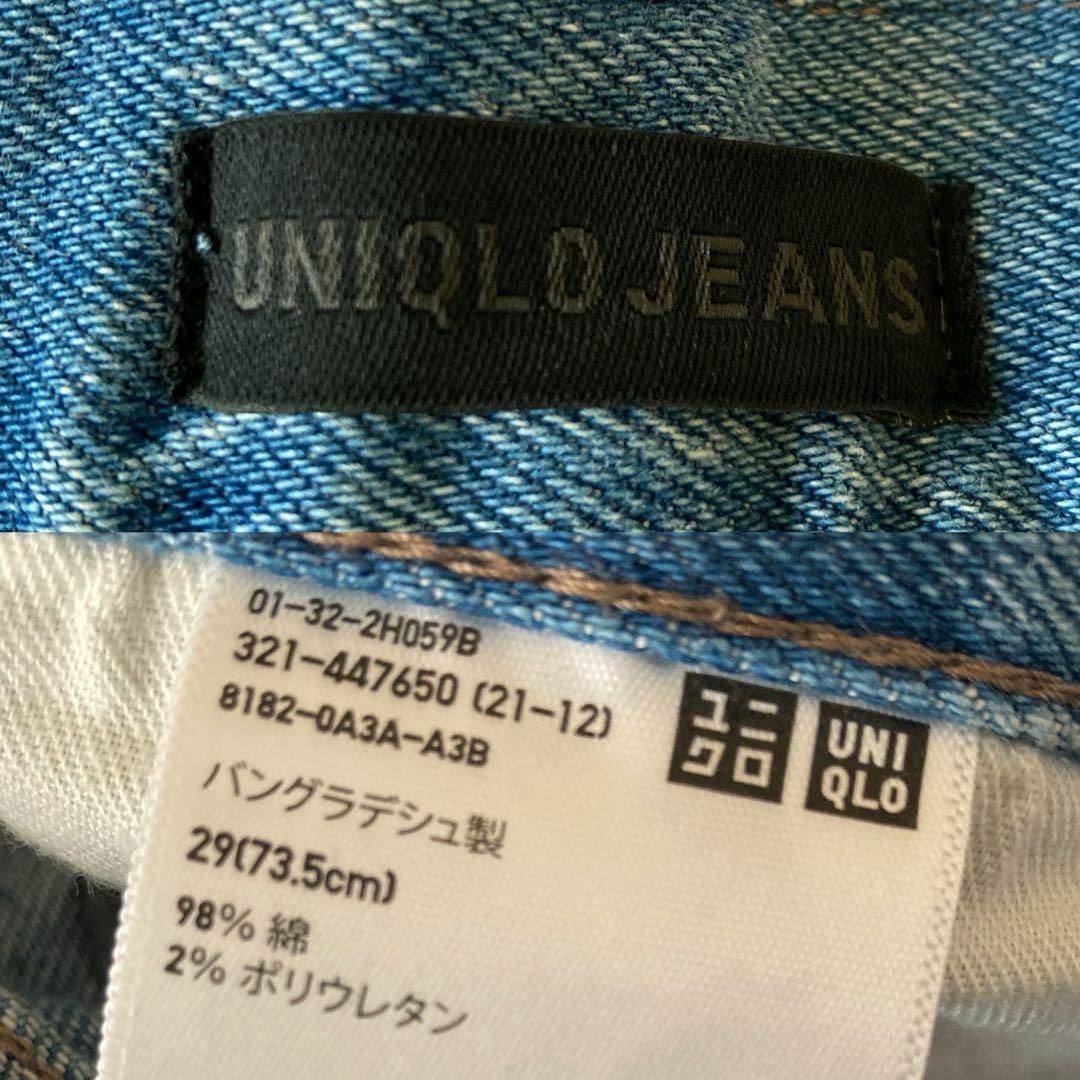 UNIQLO JEANS
01-32-2H059B
321-447650 (21-12)
8182-0A3A-A3B
ユニ
クロ
UNI
QLO
バングラデシュ製
29(73.5cm)
98% 綿
2% ポリウレタン